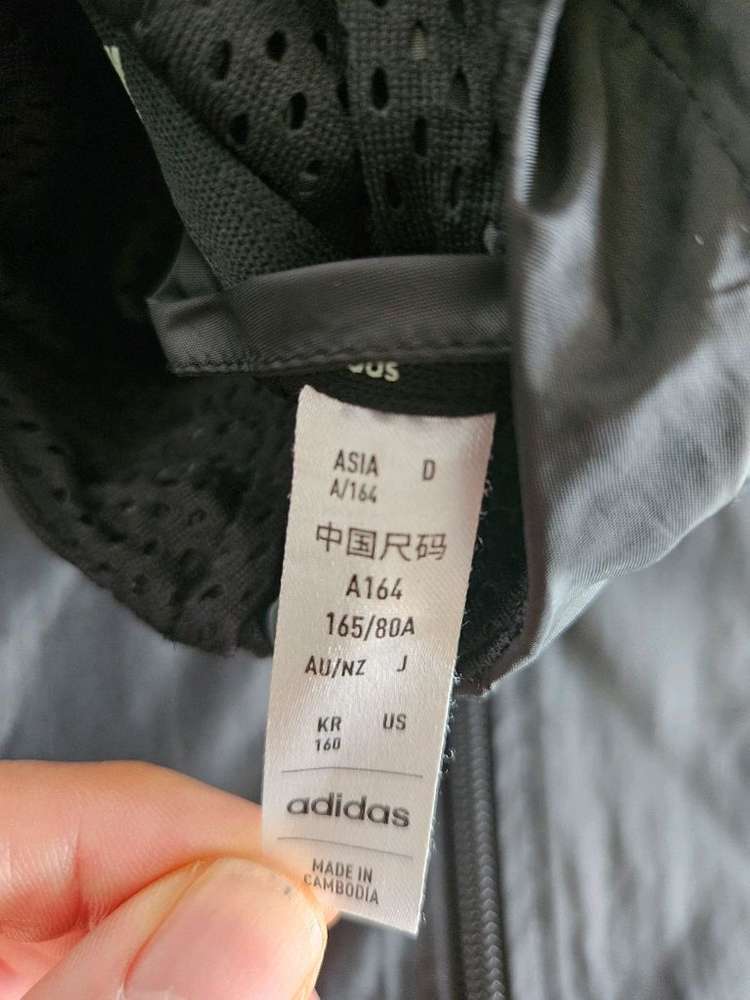 ASIA D
A/164
中国尺码
A164
165/80A
AU/NZ J
KR US
160
adidas
MADE IN
CAMBODIA